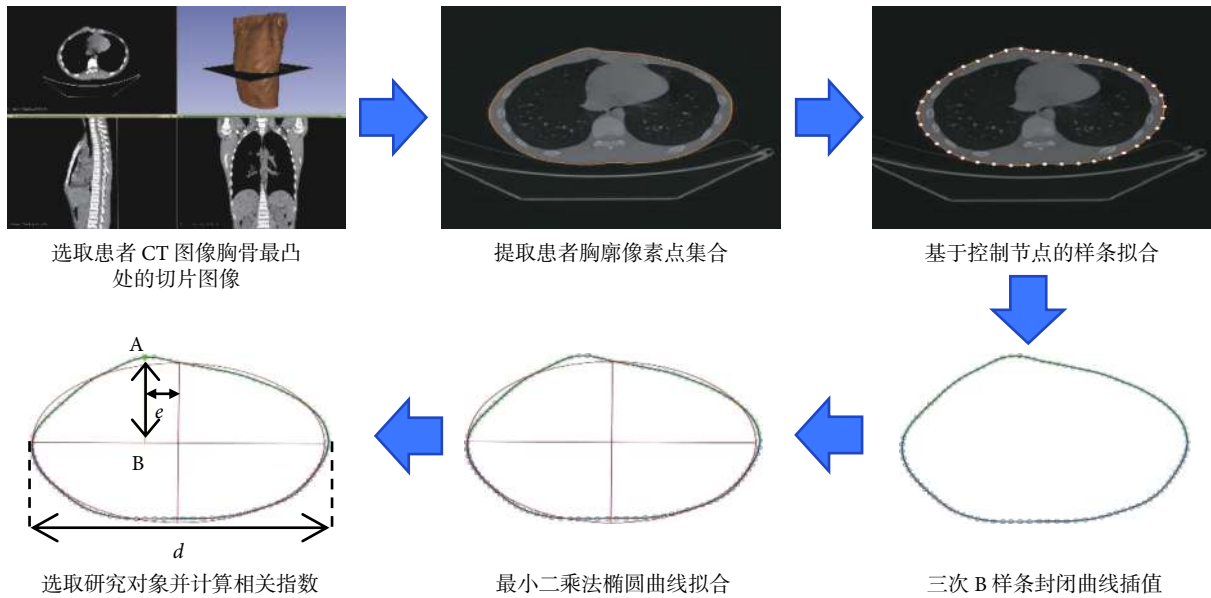 选取患者 CT 图像胸骨最凸
处的切片图像
提取患者胸廓像素点集合
基于控制节点的样条拟合
A
e
B
d
选取研究对象并计算相关指数
最小二乘法椭圆曲线拟合
三次 B 样条封闭曲线插值